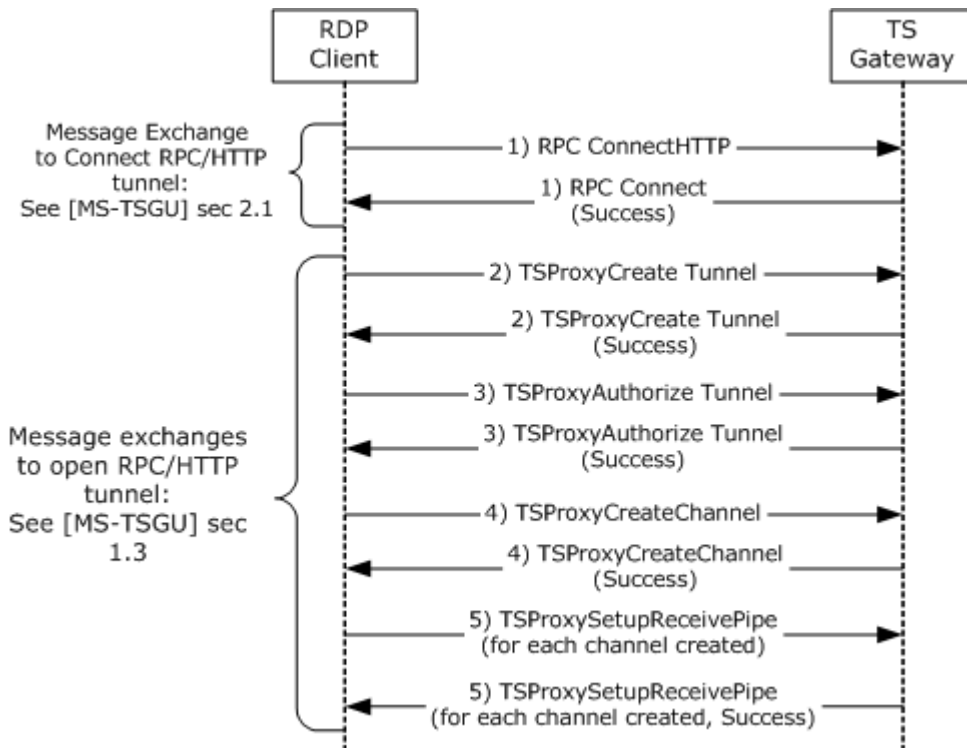 RDP
Client
TS
Gateway
Message Exchange
to Connect RPC/HTTP
tunnel:
See [MS-TSGU] sec 2.1
1) RPC ConnectHTTP
1) RPC Connect
(Success)
2) TSProxyCreate Tunnel
2) TSProxyCreate Tunnel
(Success)
3) TSProxyAuthorize Tunnel
3) TSProxyAuthorize Tunnel
(Success)
Message exchanges
to open RPC/HTTP
tunnel:
See [MS-TSGU] sec
1.3
4) TSProxyCreateChannel
4) TSProxyCreateChannel
(Success)
5) TSProxySetupReceivePipe
(for each channel created)
5) TSProxySetupReceivePipe
(for each channel created, Success)